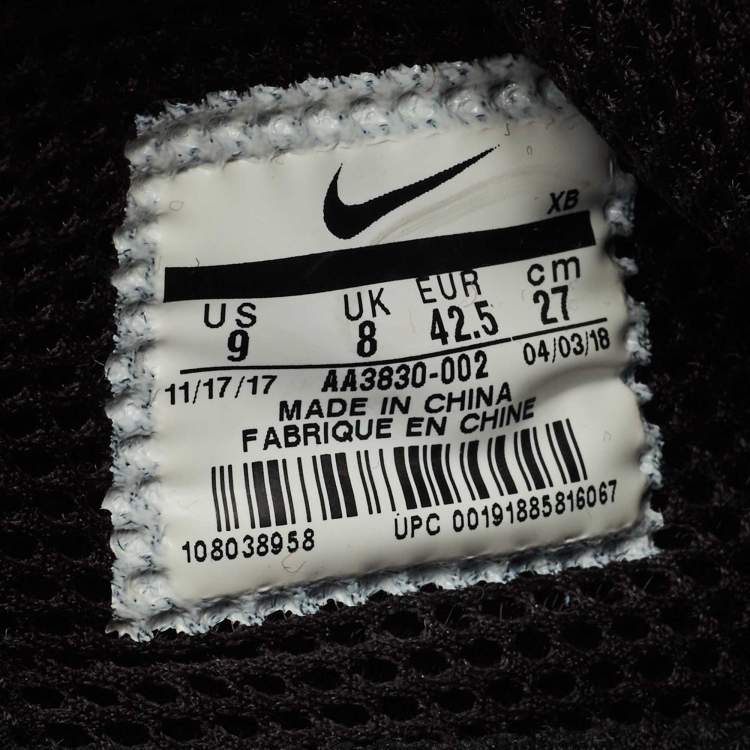 XB
US UK EUR cm
9 8 42.5 27
11/17/17 AA3830-002 04/03/18
MADE IN CHINA
FABRIQUE EN CHINE
108038958 UPC 00191885816067